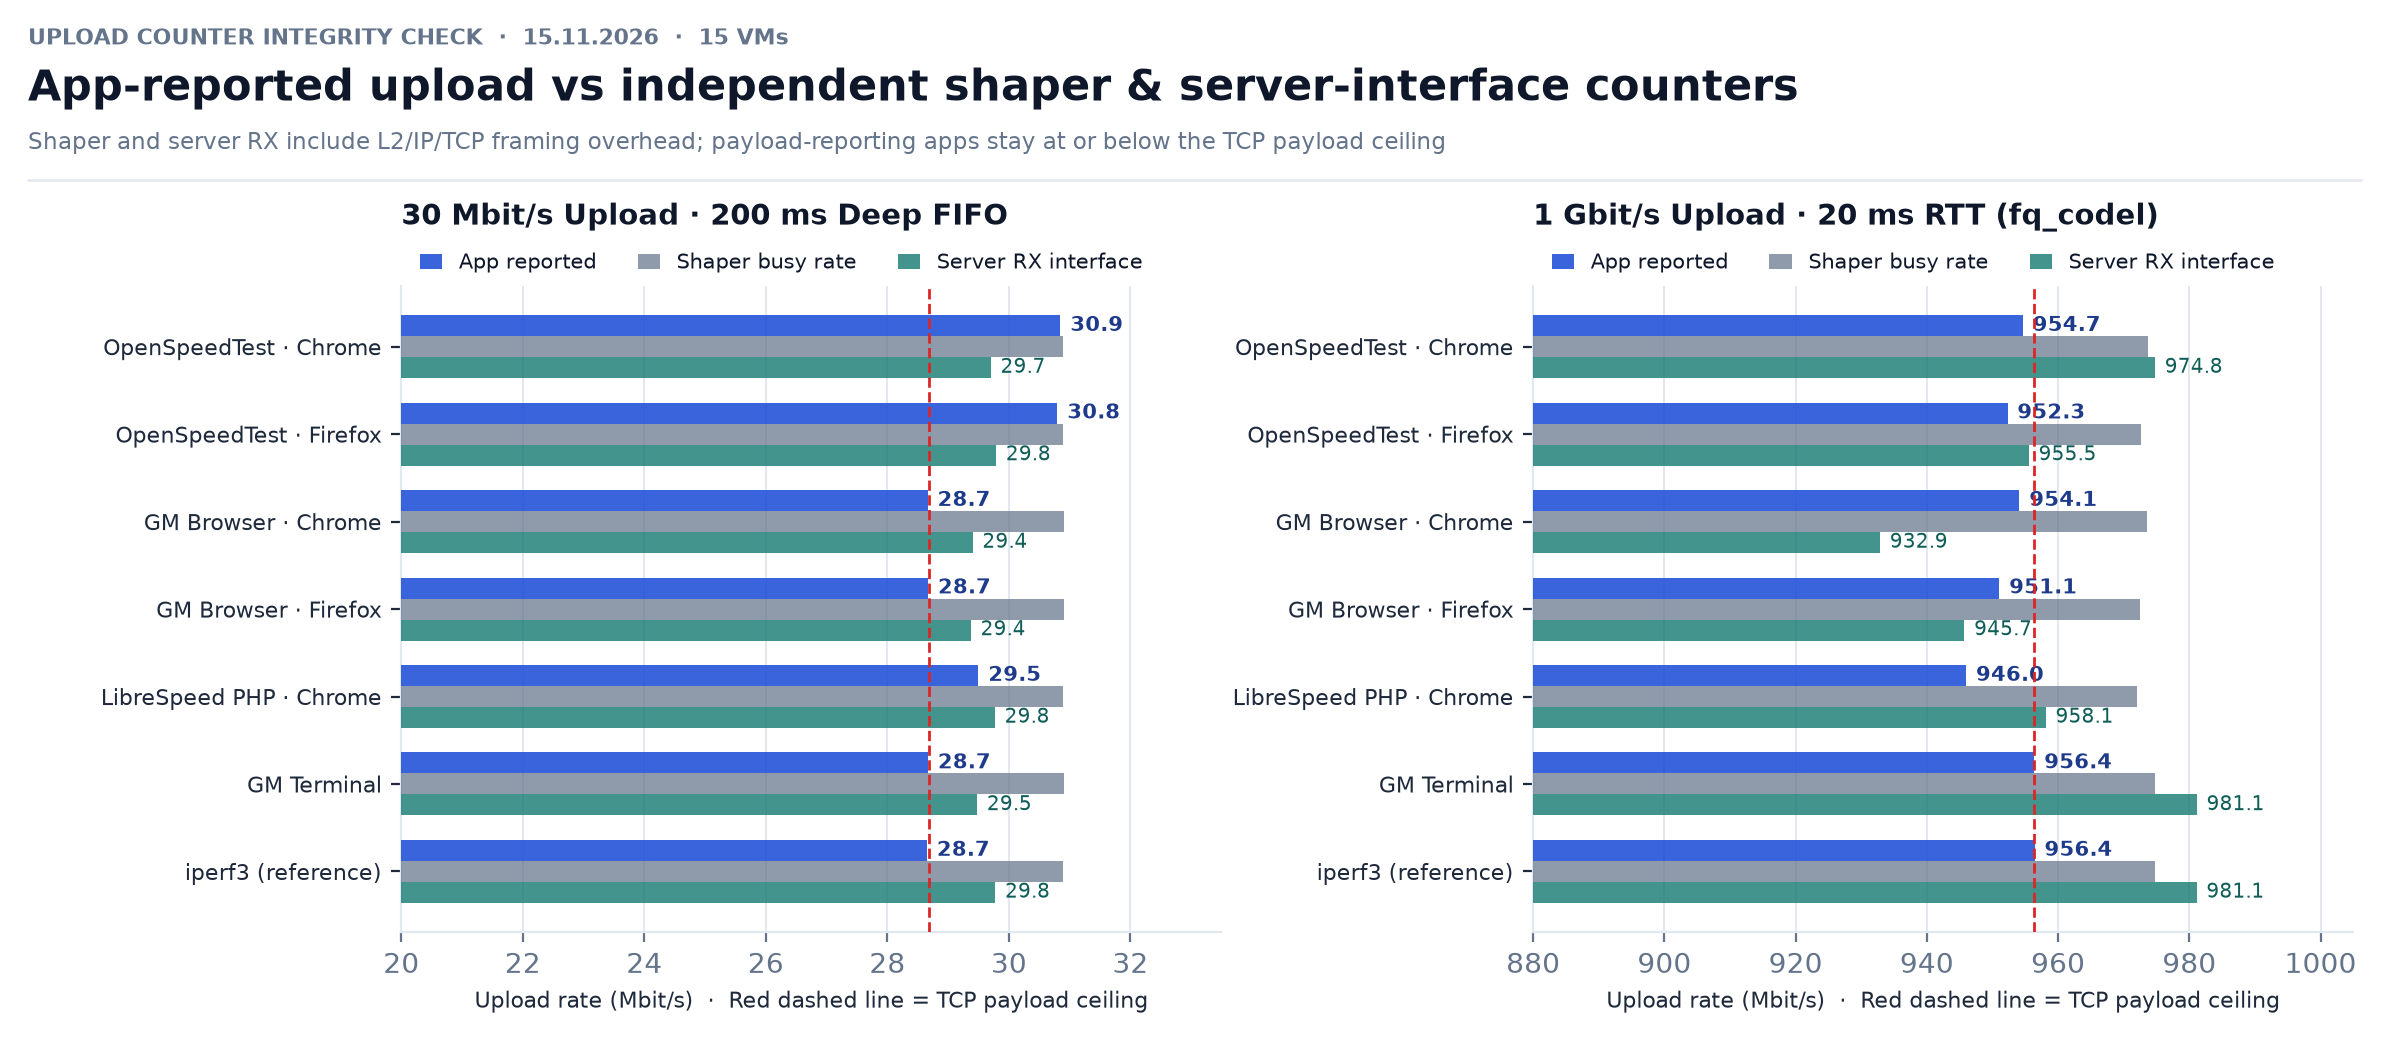 UPLOAD COUNTER INTEGRITY CHECK · 15.11.2026 · 15 VMs
App-reported upload vs independent shaper & server-interface counters
Shaper and server RX include L2/IP/TCP framing overhead; payload-reporting apps stay at or below the TCP payload ceiling
30 Mbit/s Upload · 200 ms Deep FIFO
App reported
Shaper busy rate
Server RX interface
OpenSpeedTest · Chrome
30.9
29.7
OpenSpeedTest · Firefox
30.8
29.8
GM Browser · Chrome
28.7
29.4
GM Browser · Firefox
28.7
29.4
LibreSpeed PHP · Chrome
29.5
29.8
GM Terminal
28.7
29.5
iperf3 (reference)
28.7
29.8
20 22 24 26 28 30 32
Upload rate (Mbit/s) · Red dashed line = TCP payload ceiling
1 Gbit/s Upload · 20 ms RTT (fq_codel)
App reported
Shaper busy rate
Server RX interface
OpenSpeedTest · Chrome
954.7
974.8
OpenSpeedTest · Firefox
952.3
955.5
GM Browser · Chrome
954.1
932.9
GM Browser · Firefox
951.1
945.7
LibreSpeed PHP · Chrome
946.0
958.1
GM Terminal
956.4
981.1
iperf3 (reference)
956.4
981.1
880 900 920 940 960 980 1000
Upload rate (Mbit/s) · Red dashed line = TCP payload ceiling